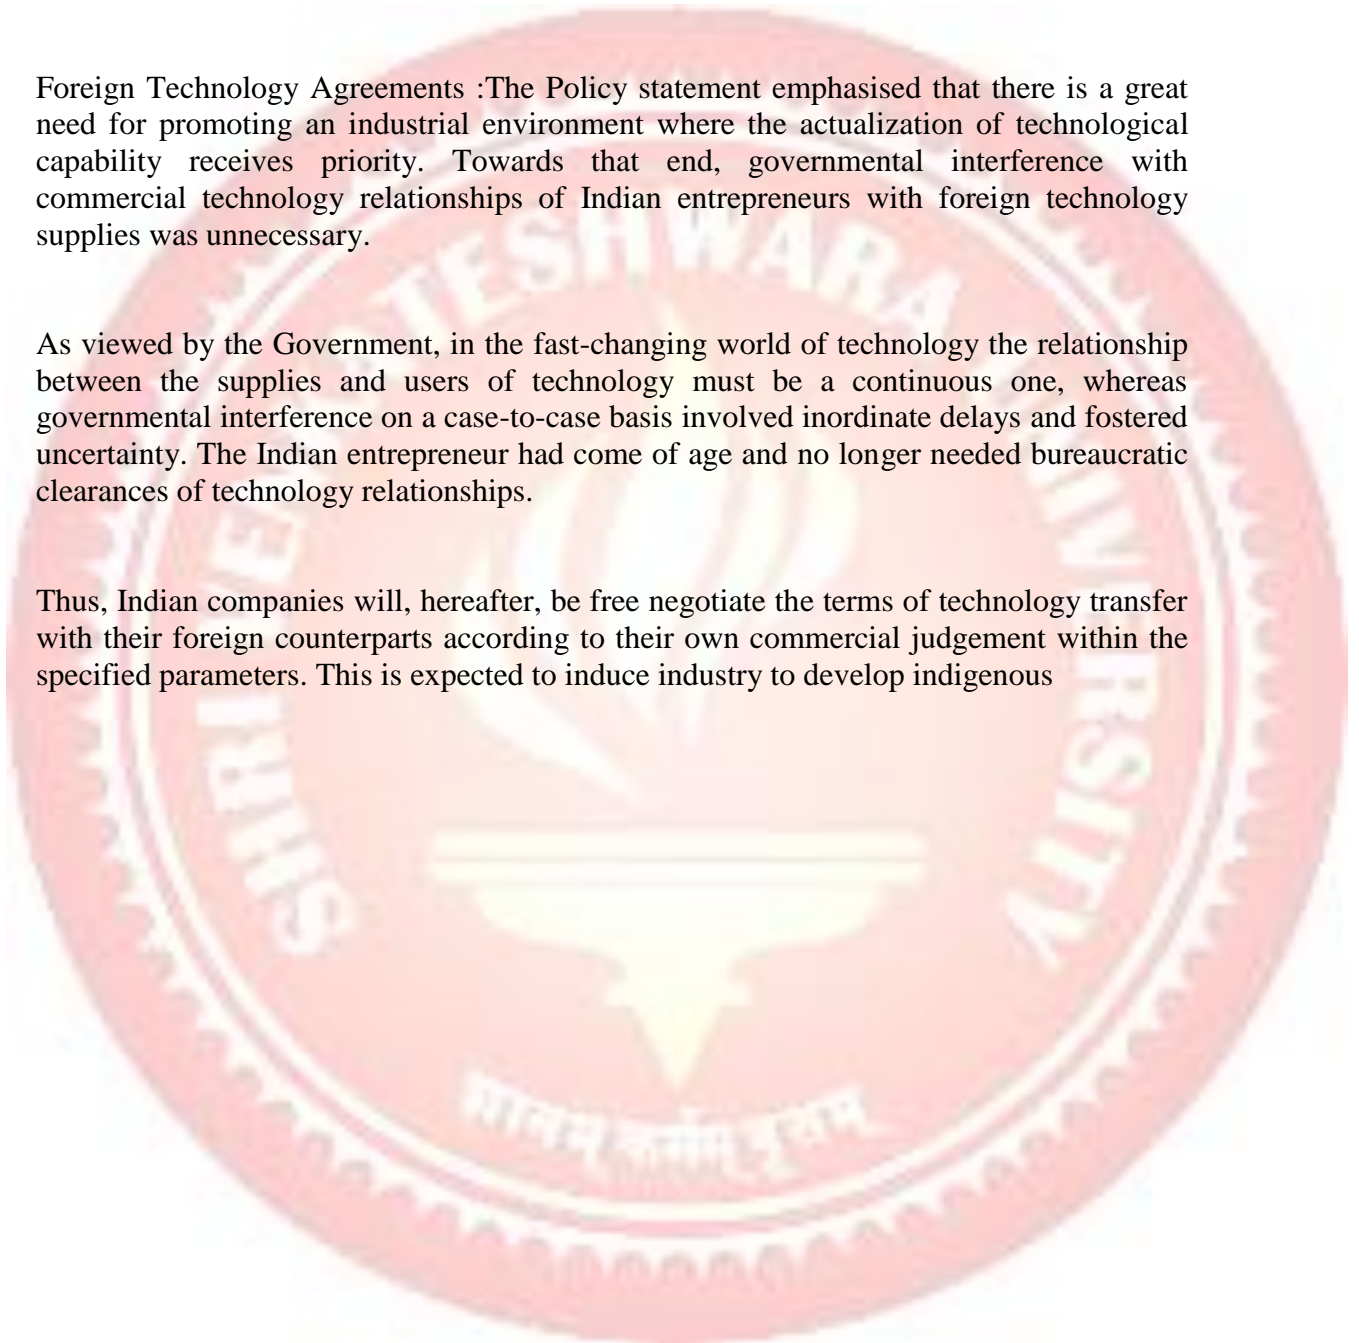 Foreign Technology Agreements :The Policy statement emphasised that there is a great
need for promoting an industrial environment where the actualization of technological
capability receives priority. Towards that end, governmental interference with
commercial technology relationships of Indian entrepreneurs with foreign technology
supplies was unnecessary.
As viewed by the Government, in the fast-changing world of technology the relationship
between the supplies and users of technology must be a continuous one, whereas
governmental interference on a case-to-case basis involved inordinate delays and fostered
uncertainty. The Indian entrepreneur had come of age and no longer needed bureaucratic
clearances of technology relationships.
Thus, Indian companies will, hereafter, be free negotiate the terms of technology transfer
with their foreign counterparts according to their own commercial judgement within the
specified parameters. This is expected to induce industry to develop indigenous
SHRI VENKATESHWARA UNIVERSITY